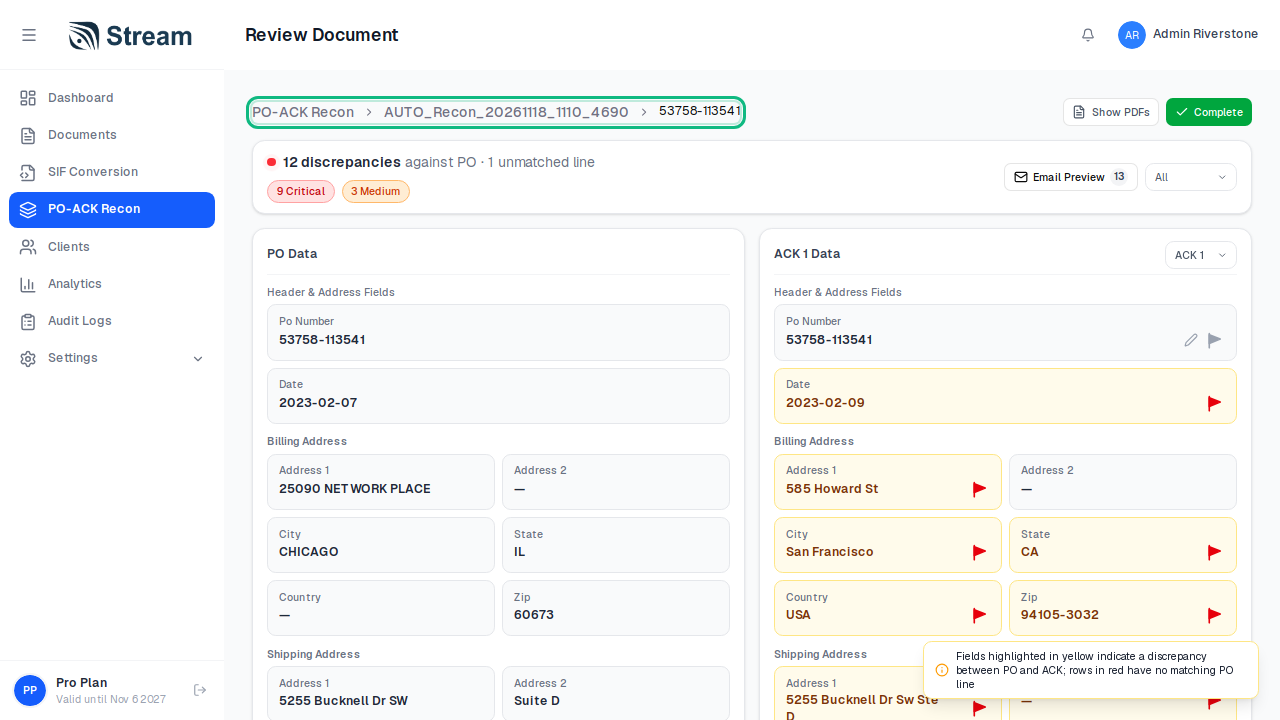 Stream
Review Document
AR
Admin Riverstone
Dashboard
Documents
SIF Conversion
PO-ACK Recon
Clients
Analytics
Audit Logs
Settings
PP
Pro Plan
Valid until Nov 6 2027
PO-ACK Recon > AUTO_Recon_20261118_1110_4690 > 53758-113541
Show PDFs
Complete
12 discrepancies against PO · 1 unmatched line
9 Critical
3 Medium
Email Preview 13
All
PO Data
Header & Address Fields
Po Number
53758-113541
Date
2023-02-07
Billing Address
Address 1
25090 NETWORK PLACE
Address 2
—
City
CHICAGO
State
IL
Country
—
Zip
60673
Shipping Address
Address 1
5255 Bucknell Dr SW
Address 2
Suite D
ACK 1 Data
ACK 1
Header & Address Fields
Po Number
53758-113541
Date
2023-02-09
Billing Address
Address 1
585 Howard St
Address 2
—
City
San Francisco
State
CA
Country
USA
Zip
94105-3032
Shipping Address
Address 1
5255 Bucknell Dr Sw Ste
D
—
Fields highlighted in yellow indicate a discrepancy
between PO and ACK; rows in red have no matching PO
line